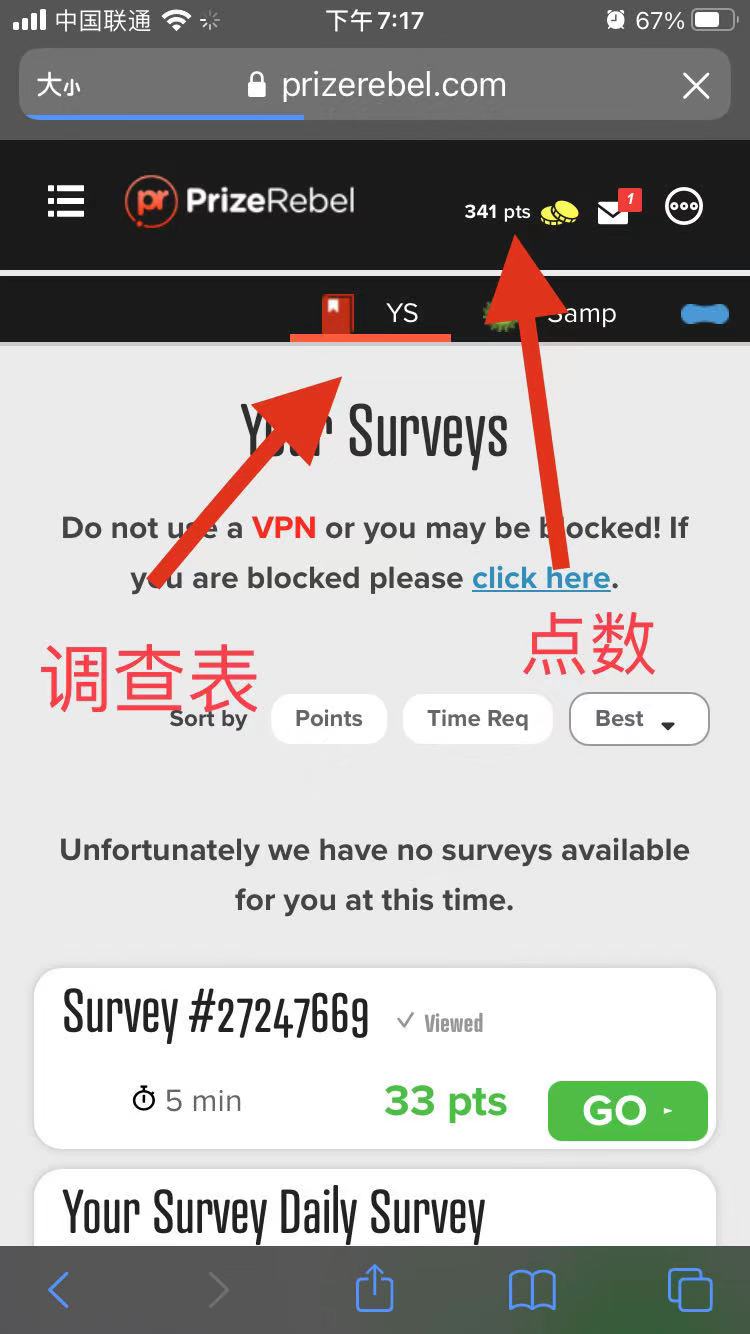 中国联通
下午7:17
67%
大小
prizerebel.com
pr PrizeRebel
341 pts
1
YS
Samp
Your Surveys
Do not use a VPN or you may be blocked! If
you are blocked please click here.
调查表
点数
Sort by
Points
Time Req
Best
Unfortunately we have no surveys available
for you at this time.
Survey #27247669
Viewed
5 min
33 pts
GO
Your Survey Daily Survey